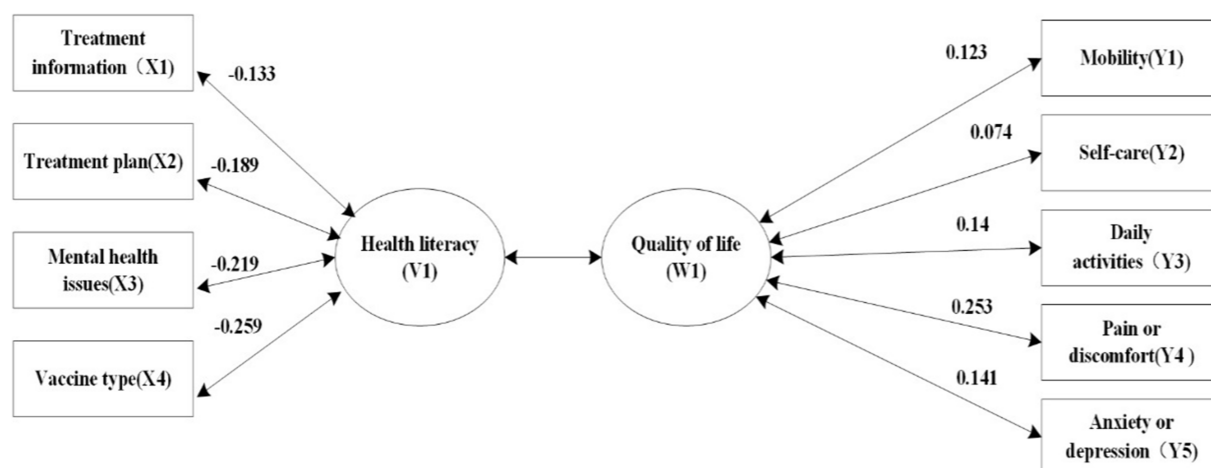 Treatment
information（X1)
-0.133
Treatment plan(X2)
-0.189
Mental health
issues(X3)
-0.219
Vaccine type(X4)
-0.259
Health literacy
(V1)
Quality of life
(W1)
0.123
Mobility(Y1)
0.074
Self-care(Y2)
0.14
Daily
activities（Y3)
0.253
Pain or
discomfort(Y4 )
0.141
Anxiety or
depression（Y5)